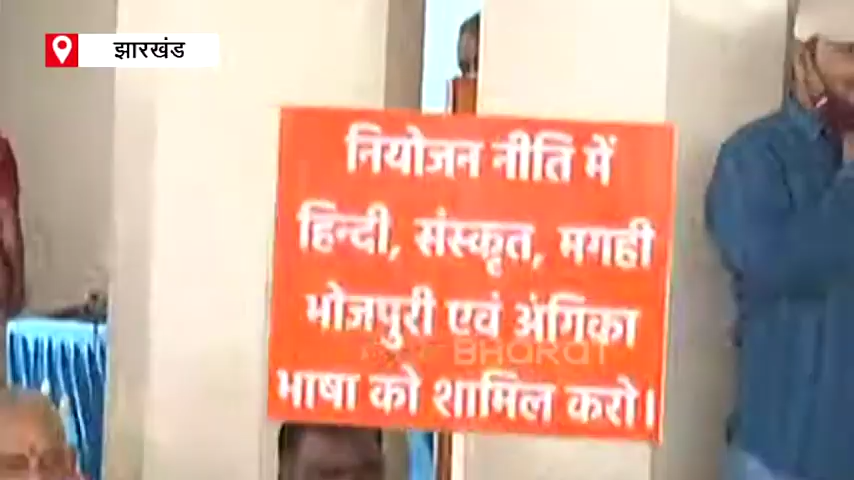 झारखंड
नियोजन नीति में
हिन्दी, संस्कृत, मगही
भोजपुरी एवं अंगिका
BHARAT
भाषा को शामिल करो।